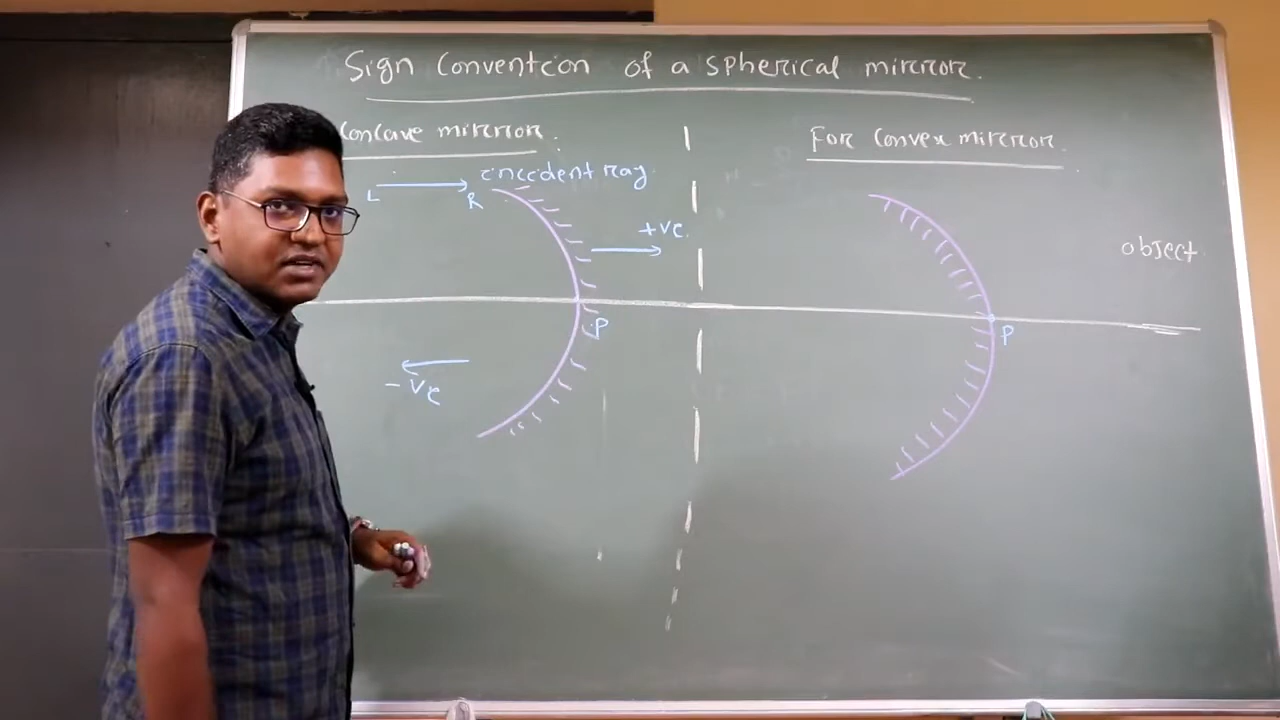 Sign Convention of a spherical mirror.
Concave mirror.
For Convex mirror.
incident ray
L
R
+ve.
object
P
P
-ve